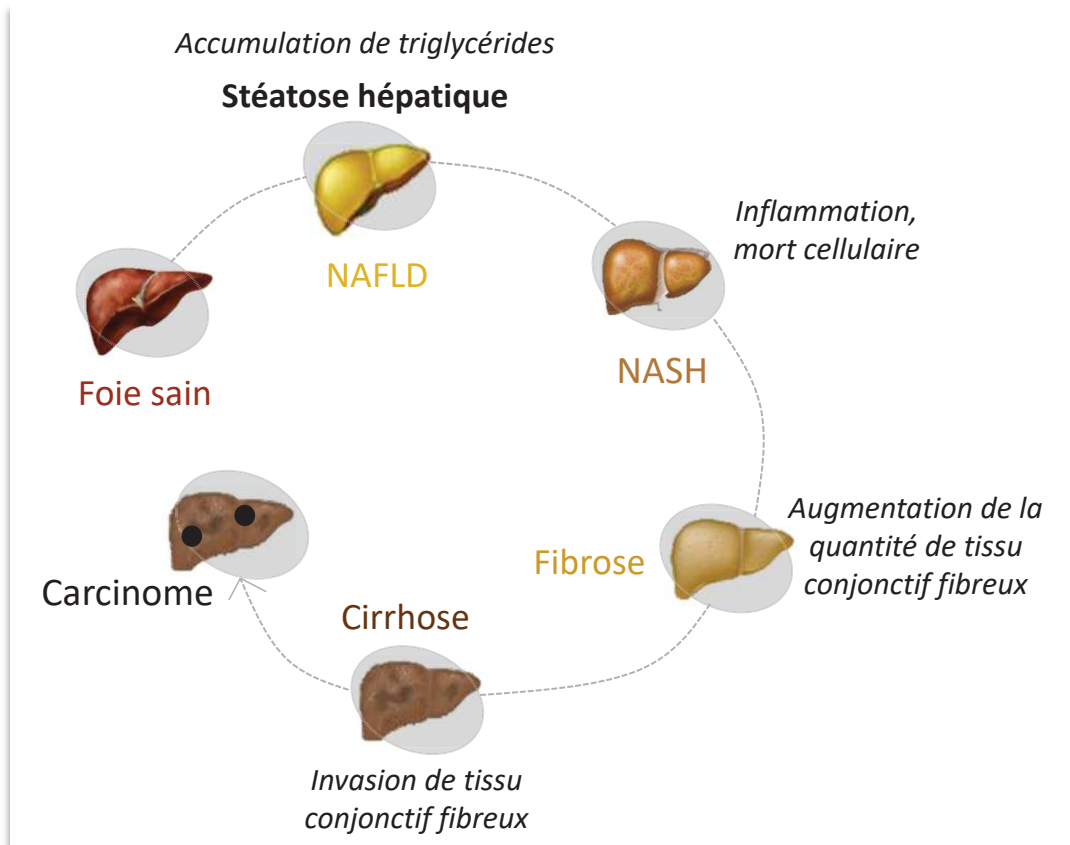 Accumulation de triglycérides
Stéatose hépatique
NAFLD
Foie sain
Inflammation,
mort cellulaire
NASH
Augmentation de la
quantité de tissu
conjonctif fibreux
Fibrose
Cirrhose
Invasion de tissu
conjonctif fibreux
Carcinome